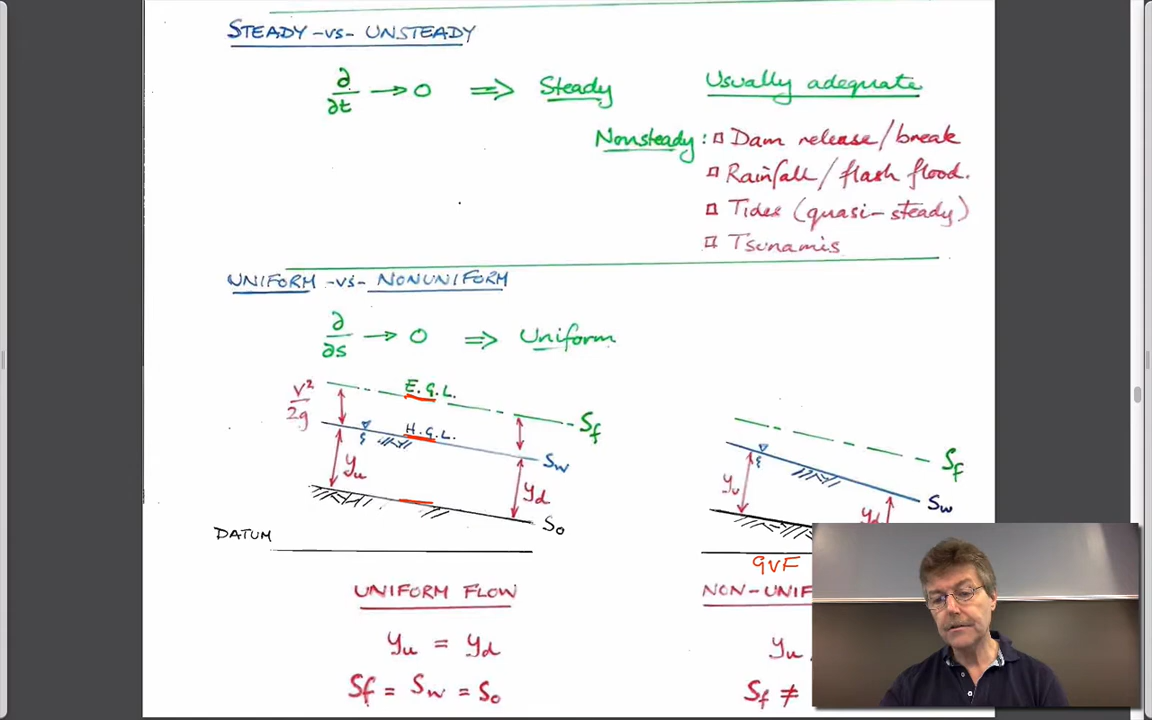 STEADY -vs- UNSTEADY
∂/∂t → 0 ⇒ Steady
Usually adequate
Nonsteady: Dam release/break
Rainfall/flash flood.
Tides (quasi-steady)
Tsunamis
UNIFORM -vs- NONUNIFORM
∂/∂s → 0 ⇒ Uniform
V²/2g
E.G.L.
Sf
H.G.L.
Sw
yu
yd
So
DATUM
UNIFORM FLOW
yu = yd
Sf = Sw = So
Sf
Sw
yu
yd
GVF
NON-UNIF
yu
Sf ≠